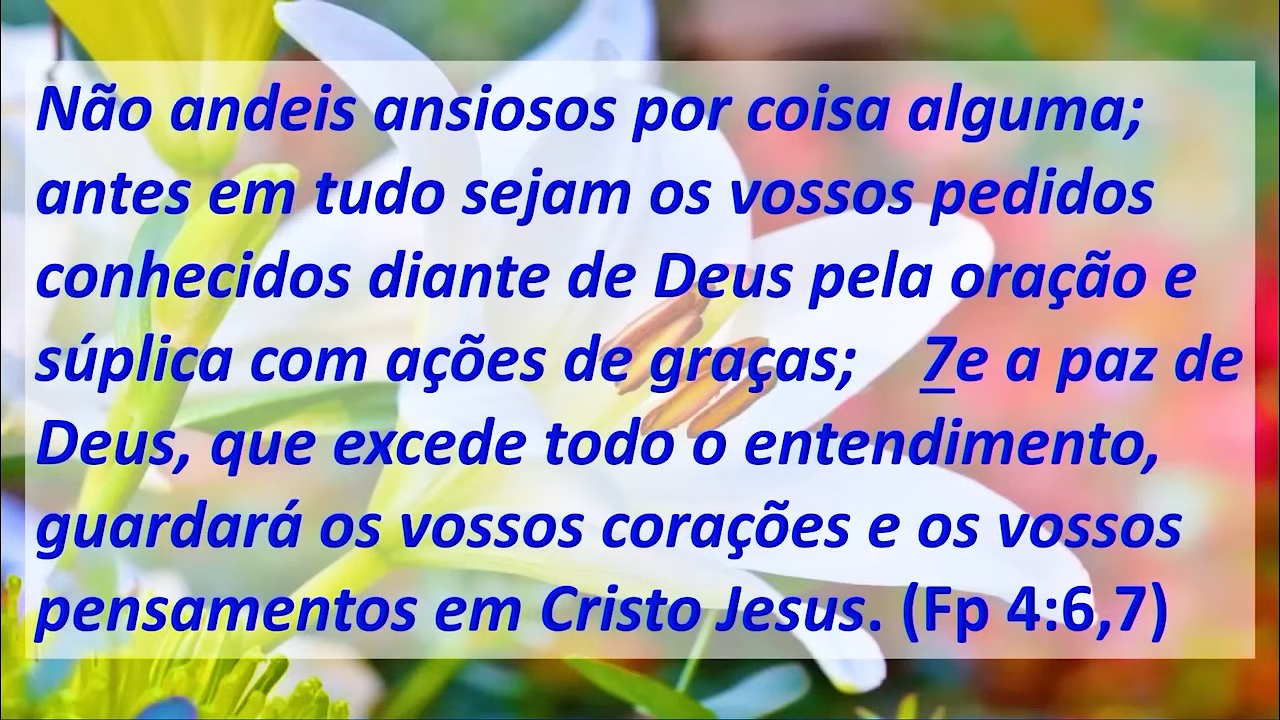 Não andeis ansiosos por coisa alguma;
antes em tudo sejam os vossos pedidos
conhecidos diante de Deus pela oração e
súplica com ações de graças; 7e a paz de
Deus, que excede todo o entendimento,
guardará os vossos corações e os vossos
pensamentos em Cristo Jesus. (Fp 4:6,7)